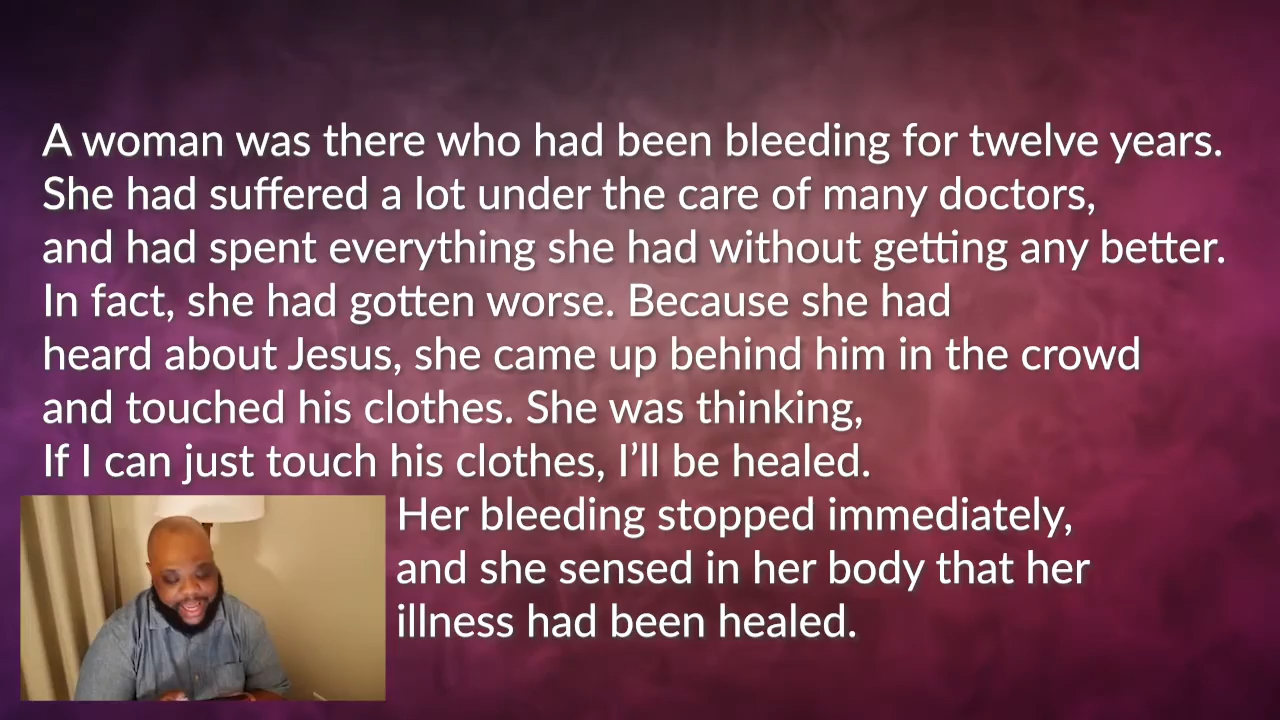 A woman was there who had been bleeding for twelve years.
She had suffered a lot under the care of many doctors,
and had spent everything she had without getting any better.
In fact, she had gotten worse. Because she had
heard about Jesus, she came up behind him in the crowd
and touched his clothes. She was thinking,
If I can just touch his clothes, I’ll be healed.
Her bleeding stopped immediately,
and she sensed in her body that her
illness had been healed.